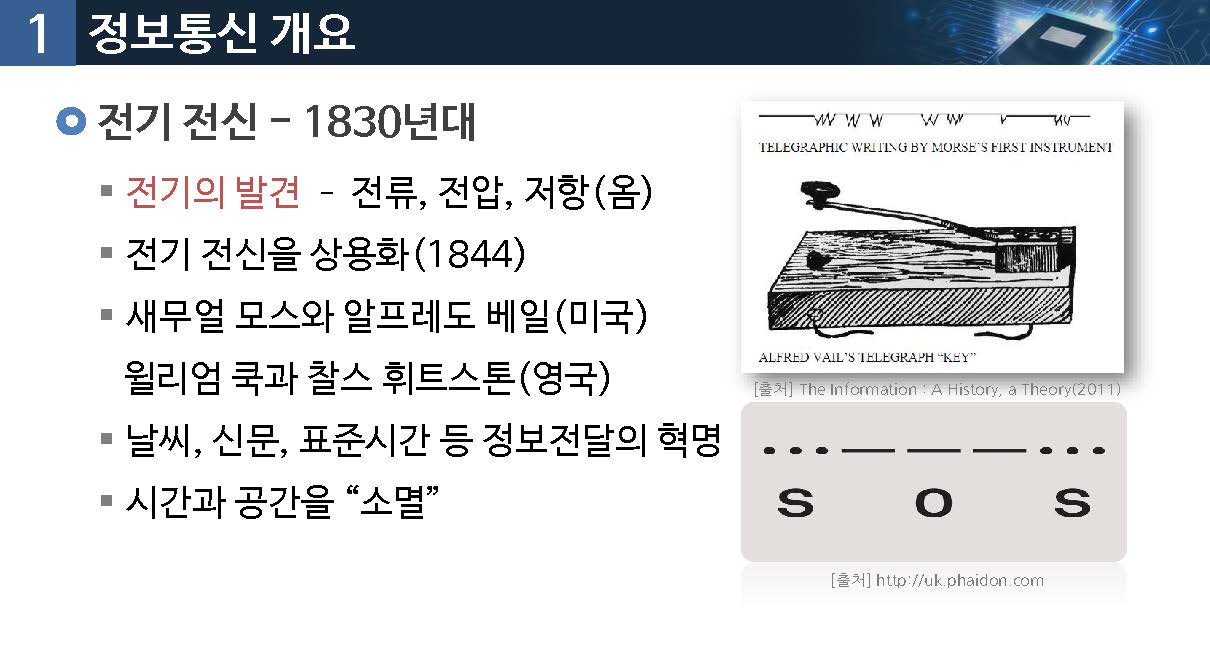 1 정보통신 개요
전기 전신 – 1830년대
전기의 발견 - 전류, 전압, 저항(옴)
전기 전신을 상용화(1844)
새무얼 모스와 알프레도 베일(미국)
윌리엄 쿡과 찰스 휘트스톤(영국)
날씨, 신문, 표준시간 등 정보전달의 혁명
시간과 공간을 “소멸”
TELEGRAPHIC WRITING BY MORSE'S FIRST INSTRUMENT
ALFRED VAIL'S TELEGRAPH “KEY”
[출처] The Information : A History, a Theory(2011)
S O S
[출처] http://uk.phaidon.com